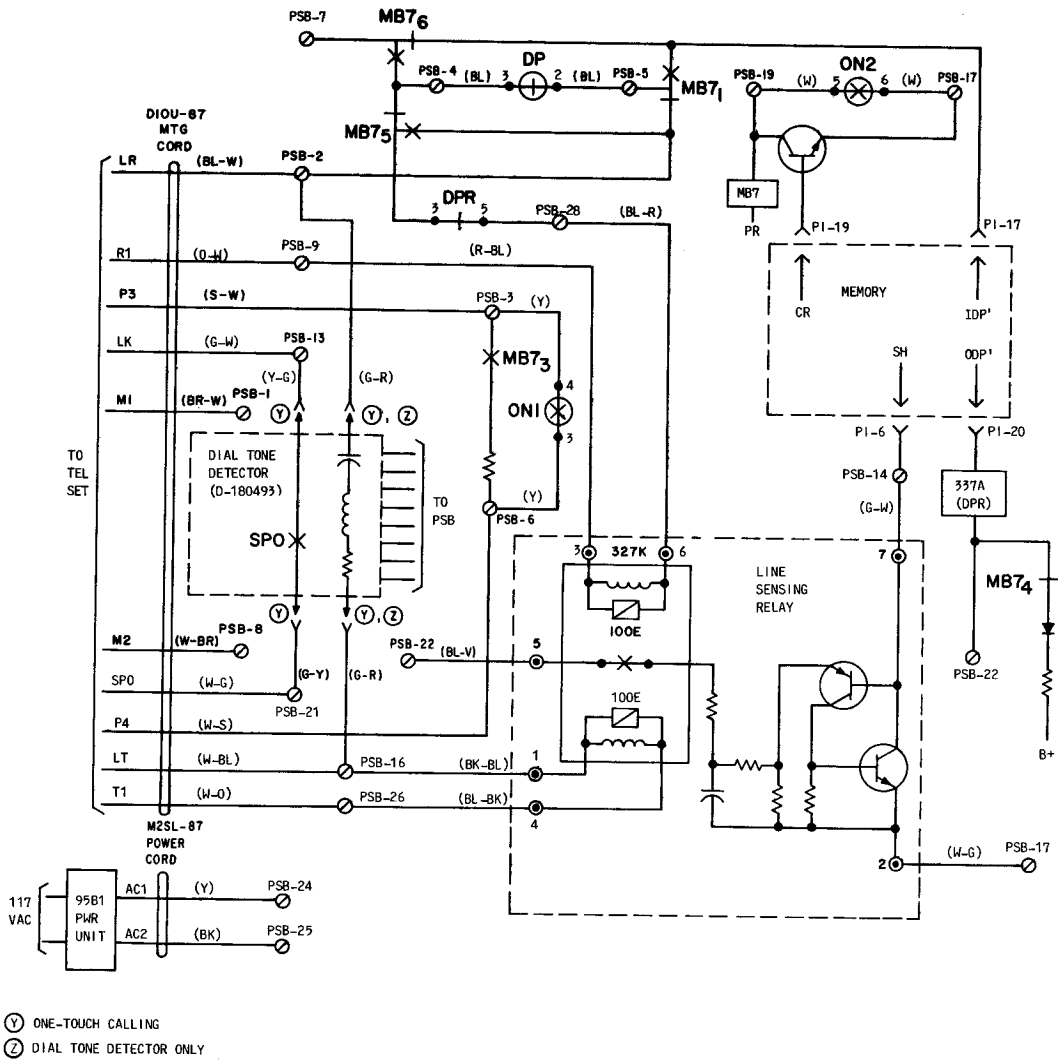 PSB-7
MB7₆
DP
PSB-4 (BL) 3 2 (BL) PSB-5
MB7₁
ON2
PSB-19 (W) 5 6 (W) PSB-17
MB7₅
DIOU-87
MTG
CORD
LR (BL-W) PSB-2
MB7
PR
DPR
3 5 PSB-28 (BL-R)
PI-19
PI-17
R1 (O-W) PSB-9 (R-BL)
MEMORY
CR
IDP'
SH
ODP'
P3 (S-W) PSB-3 (Y)
LK (G-W) PSB-13
MB7₃
(Y-G) (G-R)
M1 (BR-W) PSB-1
Y Y, Z
4
ON1
3
PI-6 PI-20
TO
TEL
SET
DIAL TONE
DETECTOR
(D-180493)
TO
PSB
SPO
(Y)
PSB-6
PSB-14
337A
(DPR)
(G-W)
3 327K 6
7
LINE
SENSING
RELAY
MB7₄
100E
Y Y, Z
M2 (W-BR) PSB-8
PSB-22 (BL-V) 5
PSB-22
(G-Y) (G-R)
SPO (W-G)
PSB-21
100E
P4 (W-S)
B+
LT (W-BL) PSB-16 (BK-BL) 1
T1 (W-O) PSB-26 (BL-BK) 4
M2SL-87
POWER
CORD
2 (W-G) PSB-17
117
VAC
95B1
PWR
UNIT
AC1 (Y) PSB-24
AC2 (BK) PSB-25
Y ONE-TOUCH CALLING
Z DIAL TONE DETECTOR ONLY